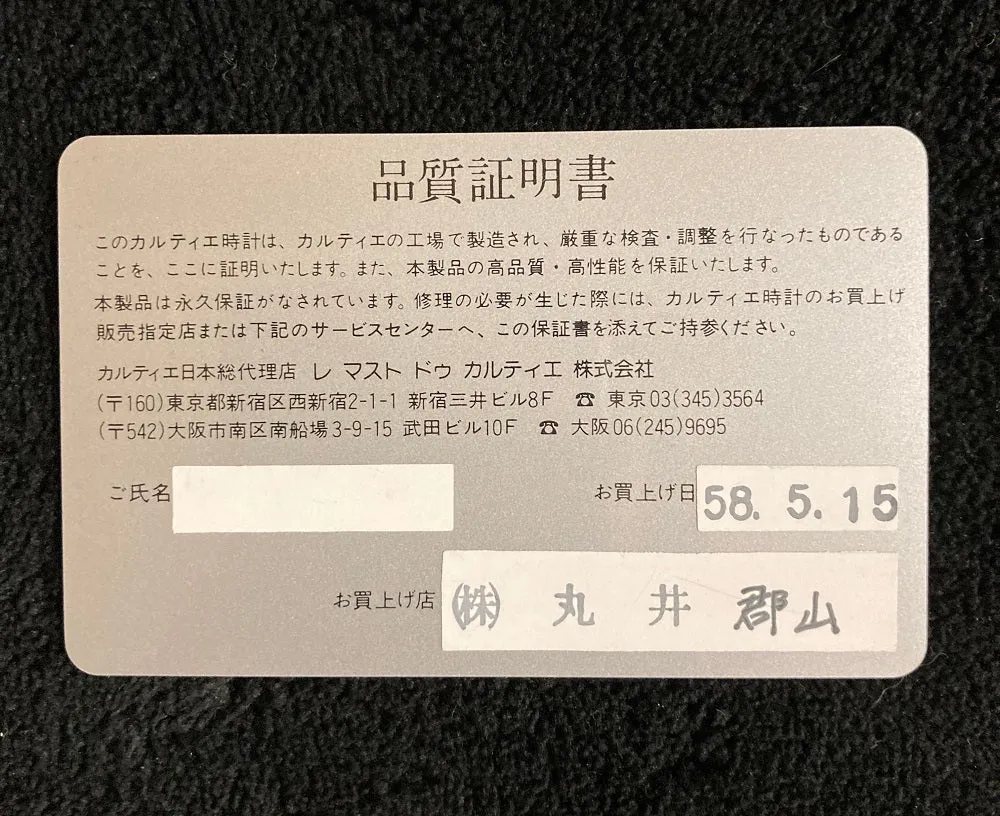 品質証明書
このカルティエ時計は、カルティエの工場で製造され、厳重な検査・調整を行なったものである
ことを、ここに証明いたします。また、本製品の高品質・高性能を保証いたします。
本製品は永久保証がなされています。修理の必要が生じた際には、カルティエ時計のお買上げ
販売指定店または下記のサービスセンターへ、この保証書を添えてご持参ください。
カルティエ日本総代理店 レ マスト ドゥ カルティエ 株式会社
(〒160)東京都新宿区西新宿2-1-1 新宿三井ビル8F ☎ 東京03(345)3564
(〒542)大阪市南区南船場3-9-15 武田ビル10F ☎ 大阪06(245)9695
ご氏名 お買上げ日 58. 5. 15
お買上げ店 ㈱ 丸井 郡山